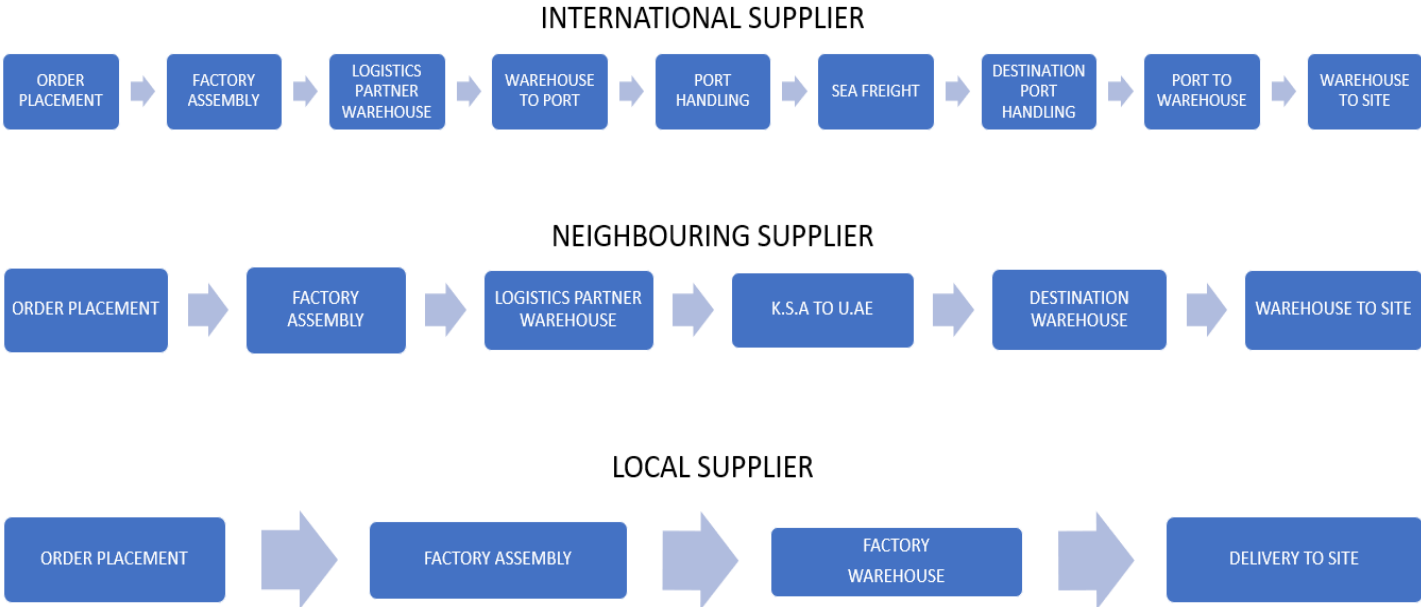 INTERNATIONAL SUPPLIER
ORDER
PLACEMENT
FACTORY
ASSEMBLY
LOGISTICS
PARTNER
WAREHOUSE
WAREHOUSE
TO PORT
PORT
HANDLING
SEA FREIGHT
DESTINATION
PORT
HANDLING
PORT TO
WAREHOUSE
WAREHOUSE
TO SITE
NEIGHBOURING SUPPLIER
ORDER PLACEMENT
FACTORY
ASSEMBLY
LOGISTICS PARTNER
WAREHOUSE
K.S.A TO U.AE
DESTINATION
WAREHOUSE
WAREHOUSE TO SITE
LOCAL SUPPLIER
ORDER PLACEMENT
FACTORY ASSEMBLY
FACTORY
WAREHOUSE
DELIVERY TO SITE